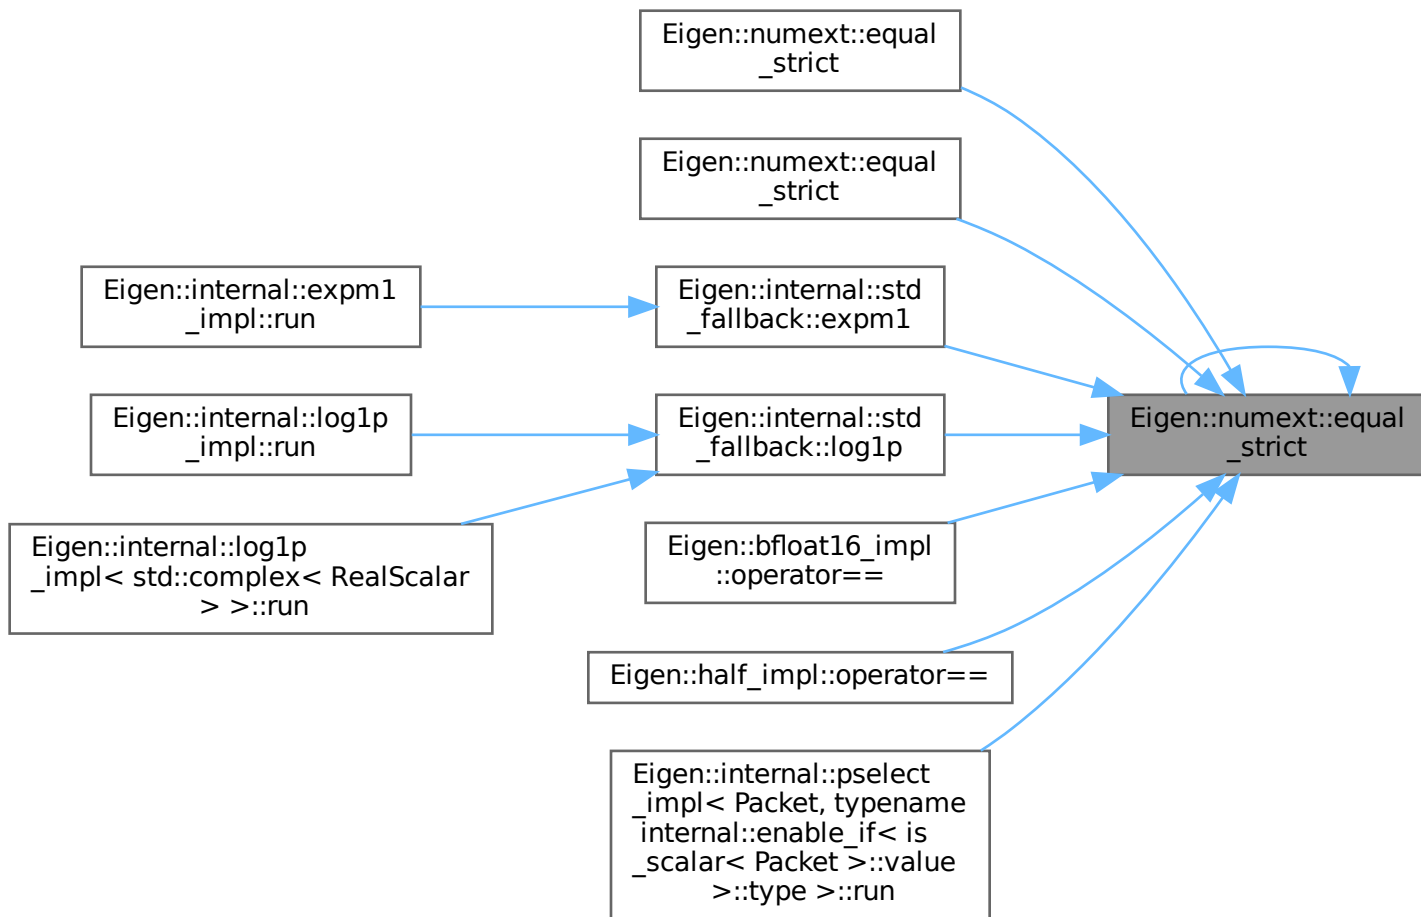 Eigen::numext::equal
_strict
Eigen::numext::equal
_strict
Eigen::internal::expm1
_impl::run
Eigen::internal::std
_fallback::expm1
Eigen::internal::log1p
_impl::run
Eigen::internal::std
_fallback::log1p
Eigen::numext::equal
_strict
Eigen::internal::log1p
_impl< std::complex< RealScalar
> >::run
Eigen::bfloat16_impl
::operator==
Eigen::half_impl::operator==
Eigen::internal::pselect
_impl< Packet, typename
internal::enable_if< is
_scalar< Packet >::value
>::type >::run